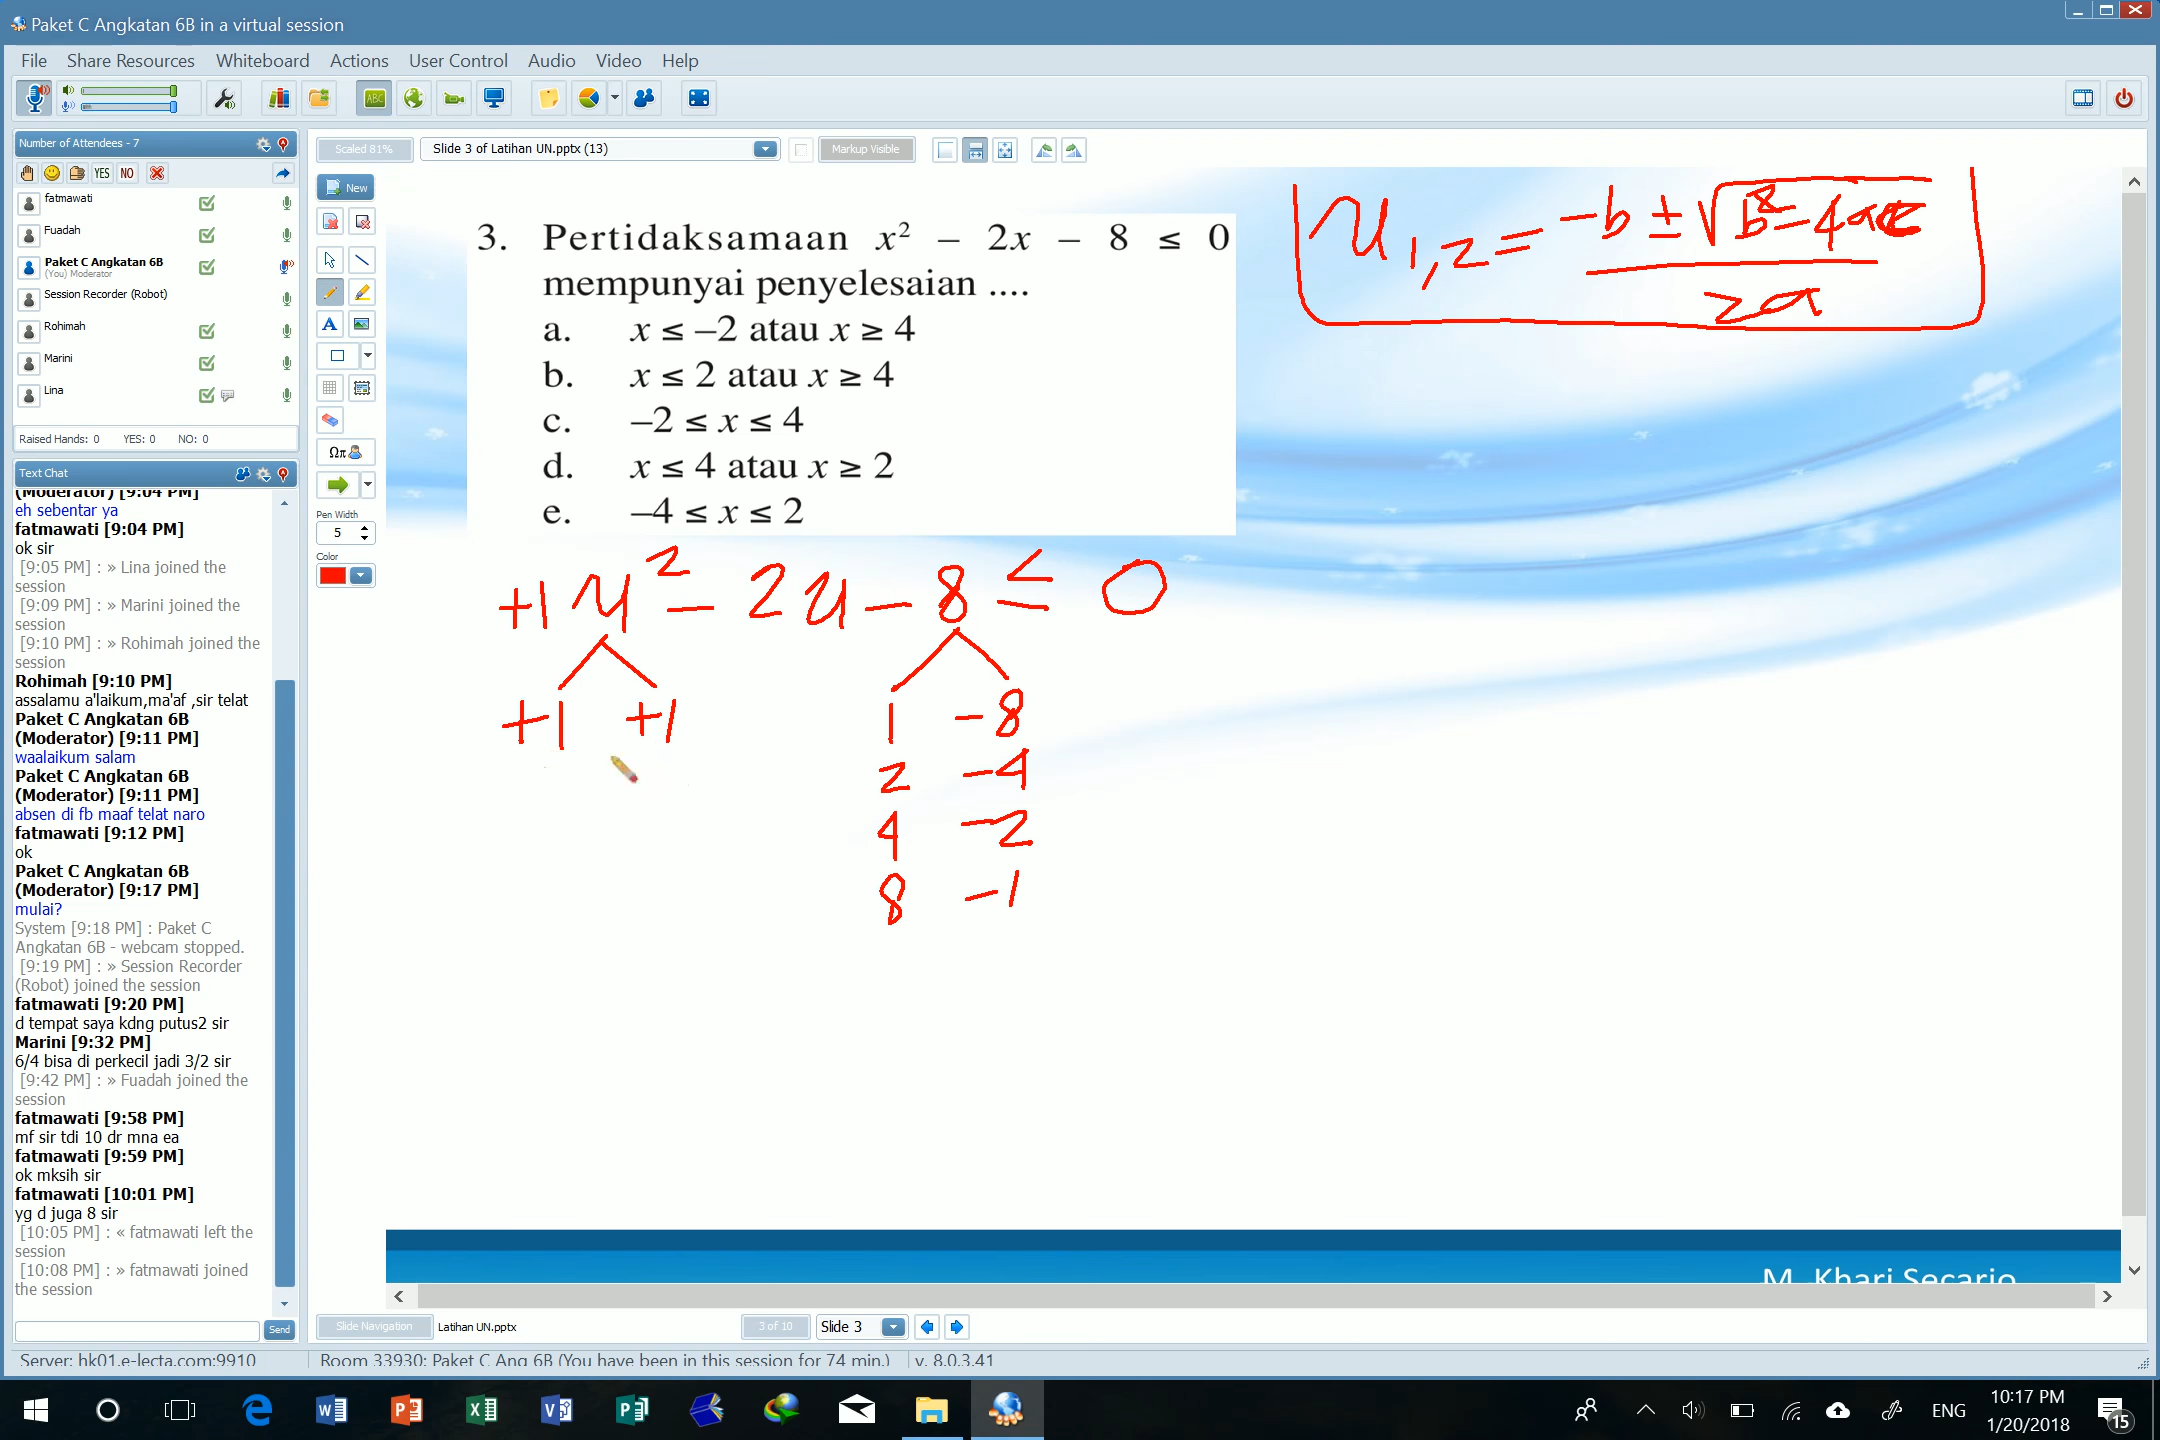 Paket C Angkatan 6B in a virtual session
File Share Resources Whiteboard Actions User Control Audio Video Help
Number of Attendees - 7
YES NO
fatmawati
Fuadah
Paket C Angkatan 6B
(You) Moderator
Session Recorder (Robot)
Rohimah
Marini
Lina
Raised Hands: 0 YES: 0 NO: 0
Text Chat
(Moderator) [9:04 PM]
eh sebentar ya
fatmawati [9:04 PM]
ok sir
[9:05 PM] : » Lina joined the
session
[9:09 PM] : » Marini joined the
session
[9:10 PM] : » Rohimah joined the
session
Rohimah [9:10 PM]
assalamu a'laikum,ma'af ,sir telat
Paket C Angkatan 6B
(Moderator) [9:11 PM]
waalaikum salam
Paket C Angkatan 6B
(Moderator) [9:11 PM]
absen di fb maaf telat naro
fatmawati [9:12 PM]
ok
Paket C Angkatan 6B
(Moderator) [9:17 PM]
mulai?
System [9:18 PM] : Paket C
Angkatan 6B - webcam stopped.
[9:19 PM] : » Session Recorder
(Robot) joined the session
fatmawati [9:20 PM]
d tempat saya kdng putus2 sir
Marini [9:32 PM]
6/4 bisa di perkecil jadi 3/2 sir
[9:42 PM] : » Fuadah joined the
session
fatmawati [9:58 PM]
mf sir tdi 10 dr mna ea
fatmawati [9:59 PM]
ok mksih sir
fatmawati [10:01 PM]
yg d juga 8 sir
[10:05 PM] : « fatmawati left the
session
[10:08 PM] : » fatmawati joined
the session
Send
Scaled 81% Slide 3 of Latihan UN.pptx (13) Markup Visible
New
ABC
A
Ωπ
Pen Width
5
Color
3. Pertidaksamaan x² – 2x – 8 ≤ 0
mempunyai penyelesaian ....
a. x ≤ –2 atau x ≥ 4
b. x ≤ 2 atau x ≥ 4
c. –2 ≤ x ≤ 4
d. x ≤ 4 atau x ≥ 2
e. –4 ≤ x ≤ 2
+1x² – 2x – 8 ≤ 0
+1 +1 1 –8
2 –4
4 –2
8 –1
2a
M. Khari Secario
Slide Navigation Latihan UN.pptx 3 of 10 Slide 3
Server: hk01.e-lecta.com:9910 Room 33930: Paket C Ang 6B (You have been in this session for 74 min.) v. 8.0.3.41
ENG
10:17 PM
1/20/2018
15